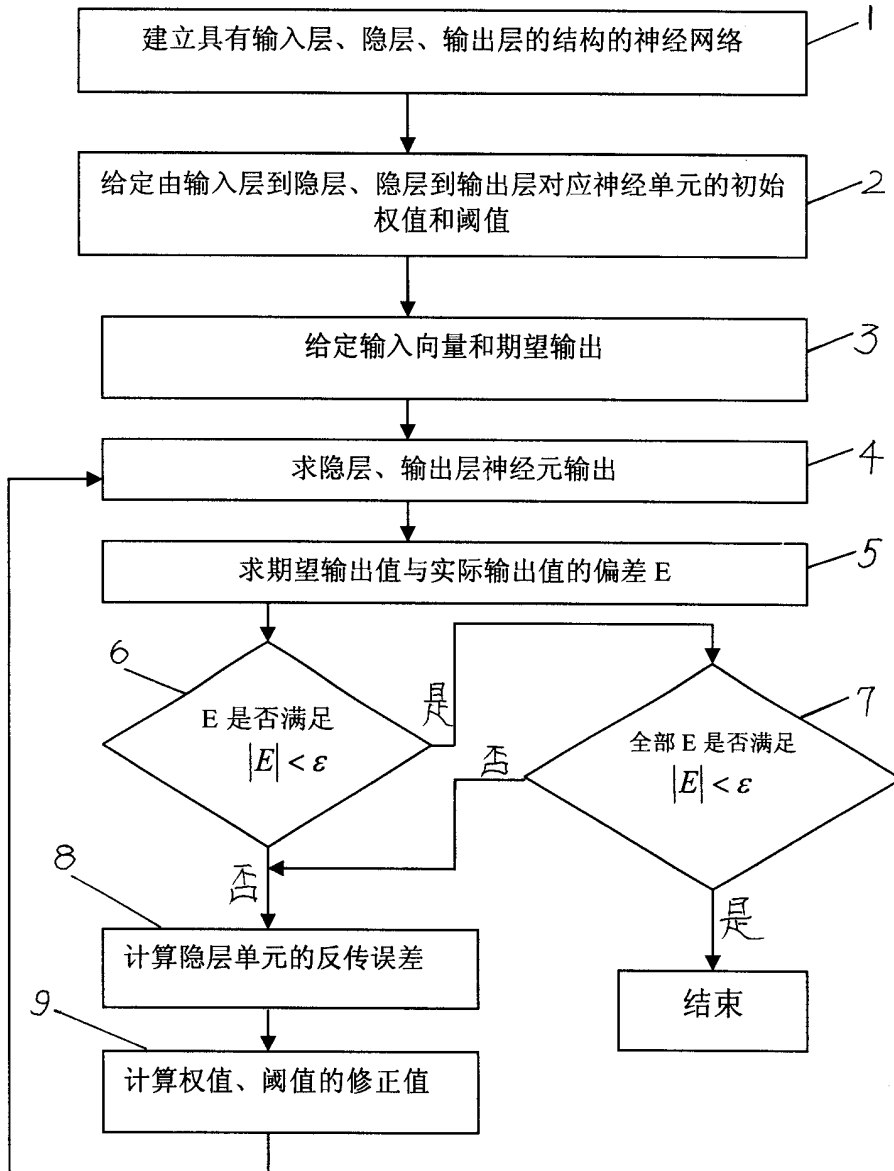 建立具有输入层、隐层、输出层的结构的神经网络
1
给定由输入层到隐层、隐层到输出层对应神经单元的初始
权值和阈值
2
给定输入向量和期望输出
3
求隐层、输出层神经元输出
4
求期望输出值与实际输出值的偏差 E
5
6
E 是否满足
|E| < ε
是
7
全部 E 是否满足
|E| < ε
否
8
否
是
计算隐层单元的反传误差
结束
9
计算权值、阈值的修正值